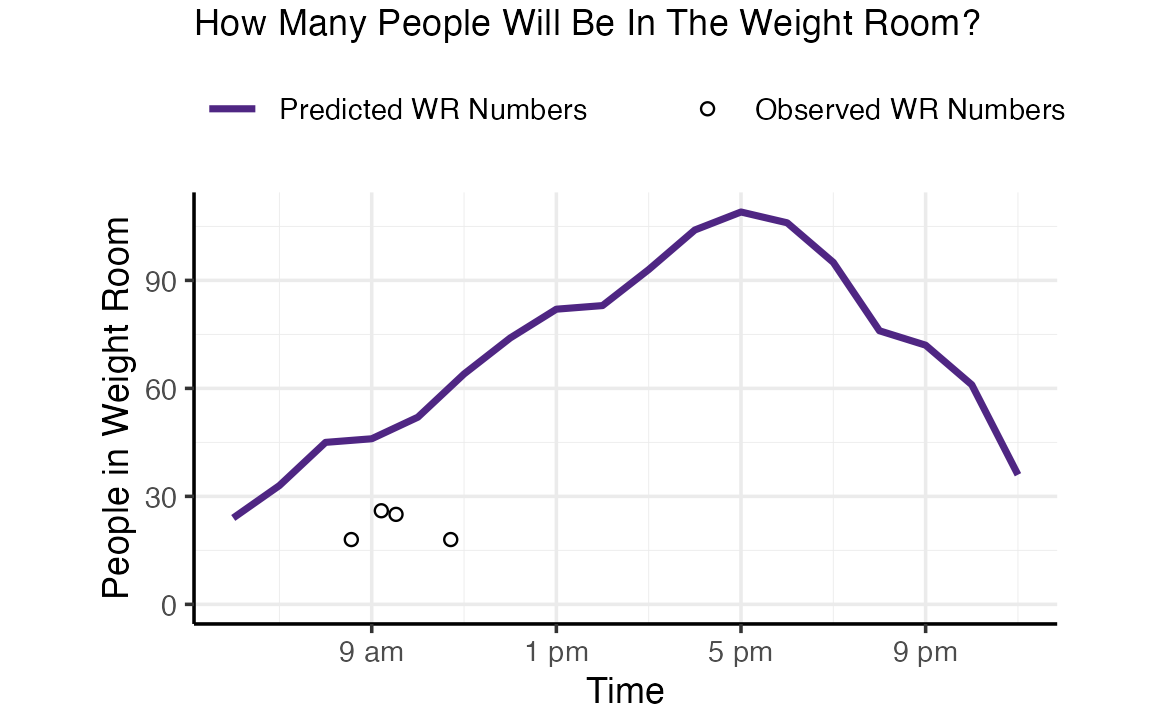 How Many People Will Be In The Weight Room?
Predicted WR Numbers
Observed WR Numbers
People in Weight Room
90
60
30
0
9 am
1 pm
5 pm
9 pm
Time